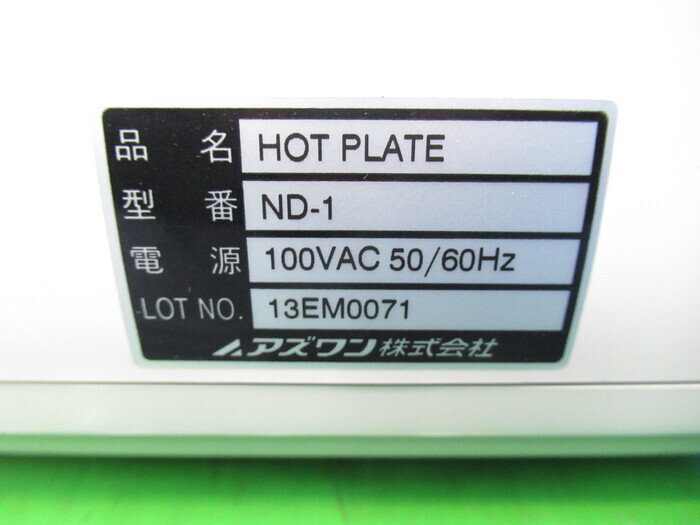 品 名 HOT PLATE
型 番 ND-1
電 源 100VAC 50/60Hz
LOT NO. 13EM0071
アズワン株式会社